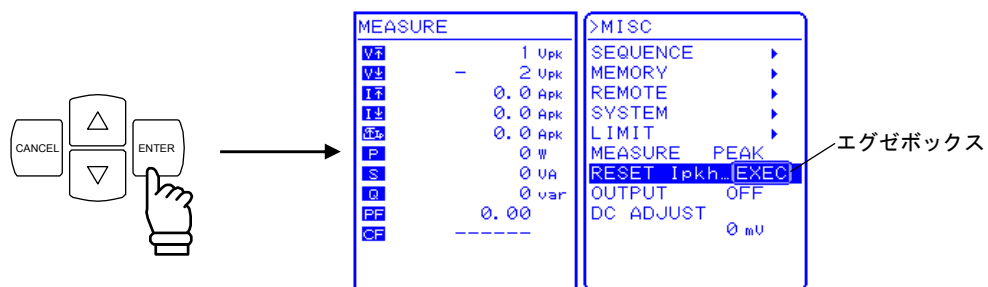 CANCEL
ENTER
MEASURE
V 1 Vpk
V - 2 Vpk
I 0.0 Apk
I 0.0 Apk
0.0 Apk
P 0 W
S 0 VA
Q 0 var
PF 0.00
CF ------
>MISC
SEQUENCE
MEMORY
REMOTE
SYSTEM
LIMIT
MEASURE PEAK
RESET Ipkh…EXEC
OUTPUT OFF
DC ADJUST
0 mV
エグゼボックス